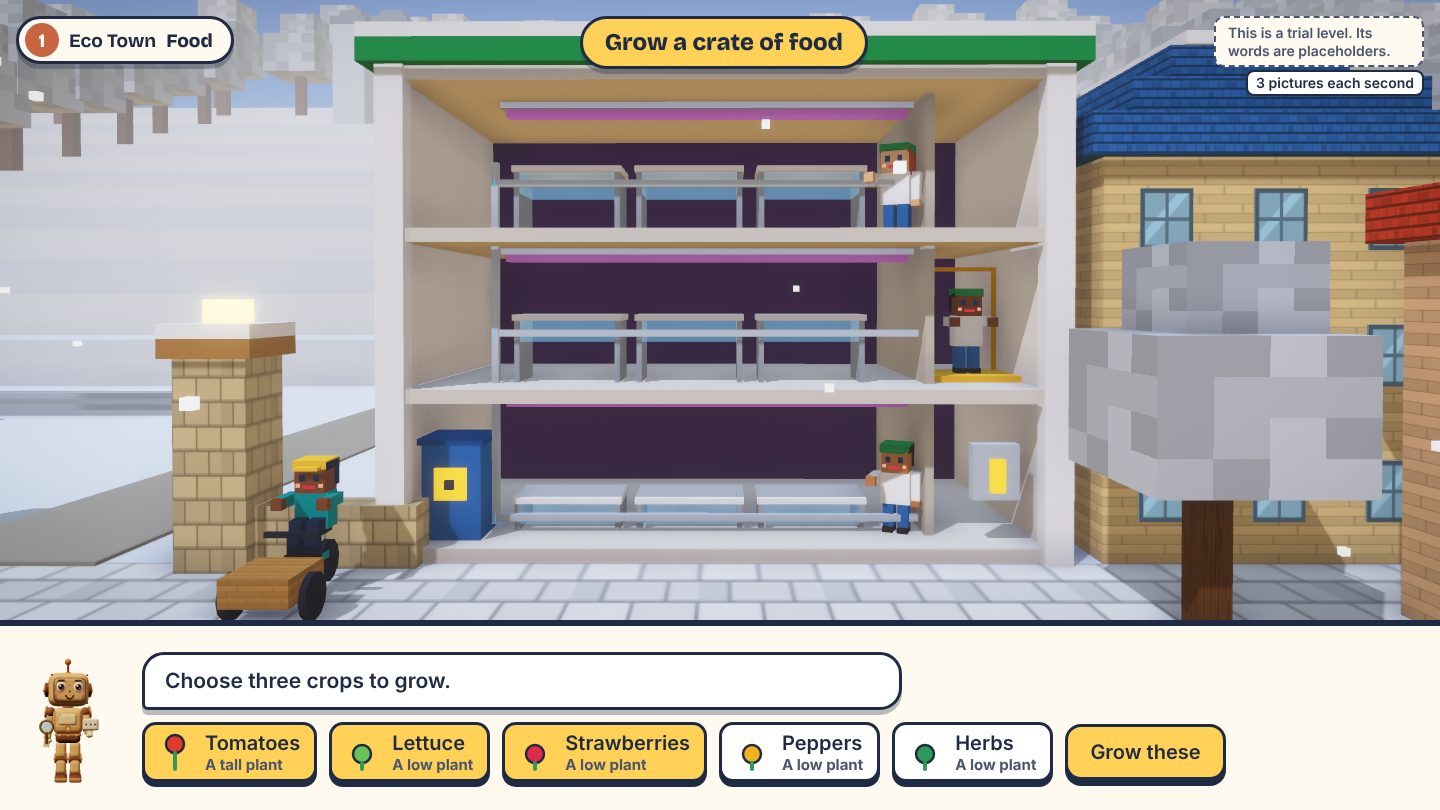 1 Eco Town Food
Grow a crate of food
This is a trial level. Its
words are placeholders.
3 pictures each second
Choose three crops to grow.
Tomatoes
A tall plant
Lettuce
A low plant
Strawberries
A low plant
Peppers
A low plant
Herbs
A low plant
Grow these